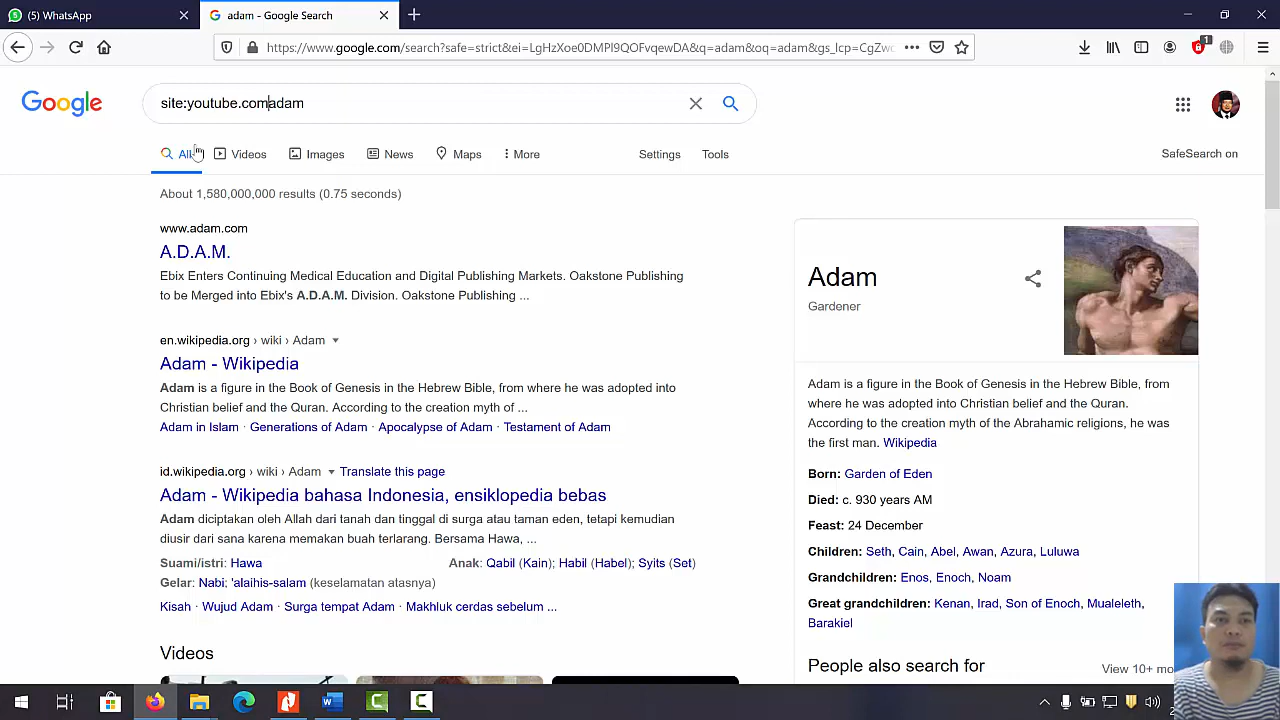 (5) WhatsApp
adam - Google Search
https://www.google.com/search?safe=strict&ei=LgHzXoe0DMPl9QOFvqewDA&q=adam&oq=adam&gs_lcp=CgZwc
1
Google
site:youtube.comadam
All
Videos
Images
News
Maps
More
Settings
Tools
SafeSearch on
About 1,580,000,000 results (0.75 seconds)
www.adam.com
A.D.A.M.
Ebix Enters Continuing Medical Education and Digital Publishing Markets. Oakstone Publishing
to be Merged into Ebix's A.D.A.M. Division. Oakstone Publishing ...
en.wikipedia.org › wiki › Adam
Adam - Wikipedia
Adam is a figure in the Book of Genesis in the Hebrew Bible, from where he was adopted into
Christian belief and the Quran. According to the creation myth of ...
Adam in Islam · Generations of Adam · Apocalypse of Adam · Testament of Adam
id.wikipedia.org › wiki › Adam Translate this page
Adam - Wikipedia bahasa Indonesia, ensiklopedia bebas
Adam diciptakan oleh Allah dari tanah dan tinggal di surga atau taman eden, tetapi kemudian
diusir dari sana karena memakan buah terlarang. Bersama Hawa, ...
Suami/istri: Hawa
Anak: Qabil (Kain); Habil (Habel); Syits (Set)
Gelar: Nabi; 'alaihis-salam (keselamatan atasnya)
Kisah · Wujud Adam · Surga tempat Adam · Makhluk cerdas sebelum ...
Videos
Adam
Gardener
Adam is a figure in the Book of Genesis in the Hebrew Bible, from
where he was adopted into Christian belief and the Quran.
According to the creation myth of the Abrahamic religions, he was
the first man. Wikipedia
Born: Garden of Eden
Died: c. 930 years AM
Feast: 24 December
Children: Seth, Cain, Abel, Awan, Azura, Luluwa
Grandchildren: Enos, Enoch, Noam
Great grandchildren: Kenan, Irad, Son of Enoch, Mualeleth,
Barakiel
People also search for
View 10+ mo